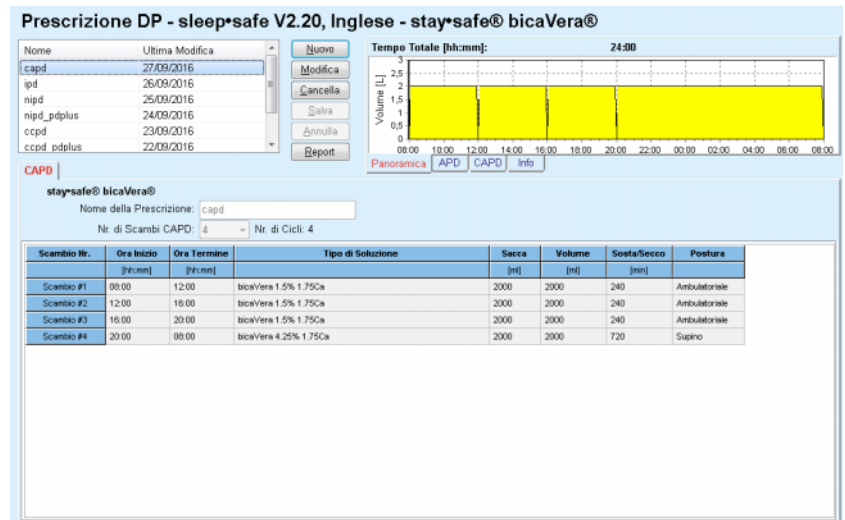 Prescrizione DP - sleep•safe V2.20, Inglese - stay•safe® bicaVera®
Nome Ultima Modifica
capd 27/09/2016
ipd 26/09/2016
nipd 25/09/2016
nipd_pdplus 24/09/2016
ccpd 23/09/2016
ccpd_pdplus 22/09/2016
Nuovo
Modifica
Cancella
Salva
Annulla
Report
Tempo Totale [hh:mm]: 24:00
Volume [L]
3
2,5
2
1,5
1
0,5
0
08:00 10:00 12:00 14:00 16:00 18:00 20:00 22:00 00:00 02:00 04:00 06:00 08:00
Panoramica APD CAPD Info
CAPD
stay•safe® bicaVera®
Nome della Prescrizione: capd
Nr. di Scambi CAPD: 4 Nr. di Cicli: 4
Scambio Nr. Ora Inizio Ora Termine Tipo di Soluzione Sacca Volume Sosta/Secco Postura
[hh:mm] [hh:mm] [ml] [ml] [min]
Scambio #1 08:00 12:00 bicaVera 1.5% 1.75Ca 2000 2000 240 Ambulatoriale
Scambio #2 12:00 16:00 bicaVera 1.5% 1.75Ca 2000 2000 240 Ambulatoriale
Scambio #3 16:00 20:00 bicaVera 1.5% 1.75Ca 2000 2000 240 Ambulatoriale
Scambio #4 20:00 08:00 bicaVera 4.25% 1.75Ca 2000 2000 720 Supino